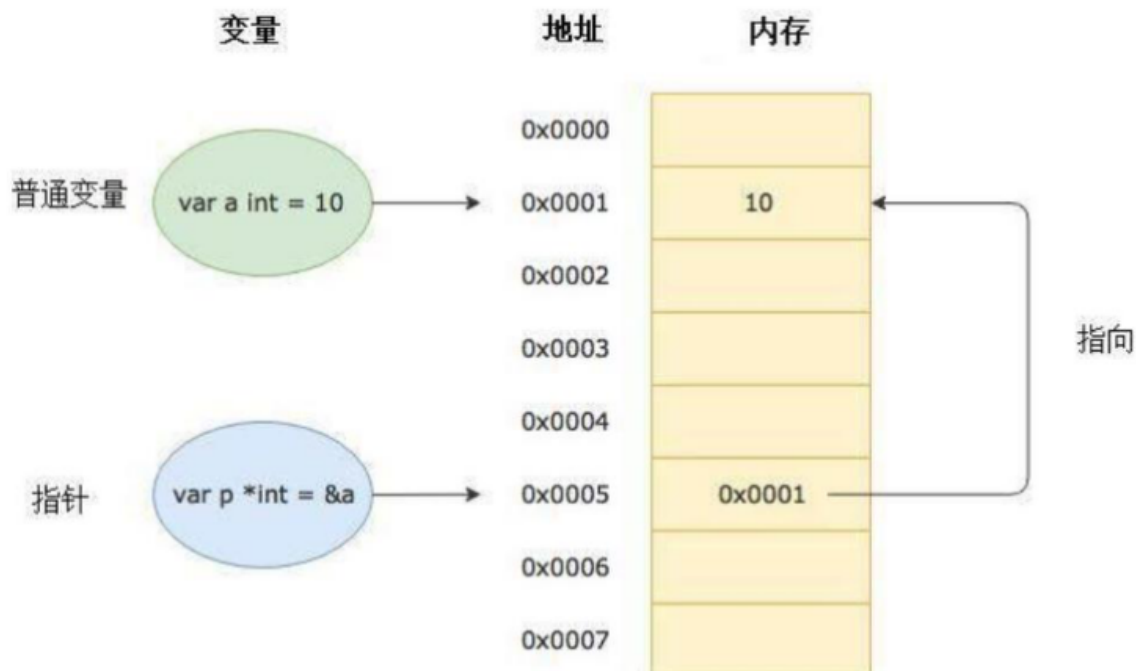 变量 地址 内存
0x0000
普通变量 var a int = 10 0x0001 10
0x0002
0x0003 指向
0x0004
指针 var p *int = &a 0x0005 0x0001
0x0006
0x0007